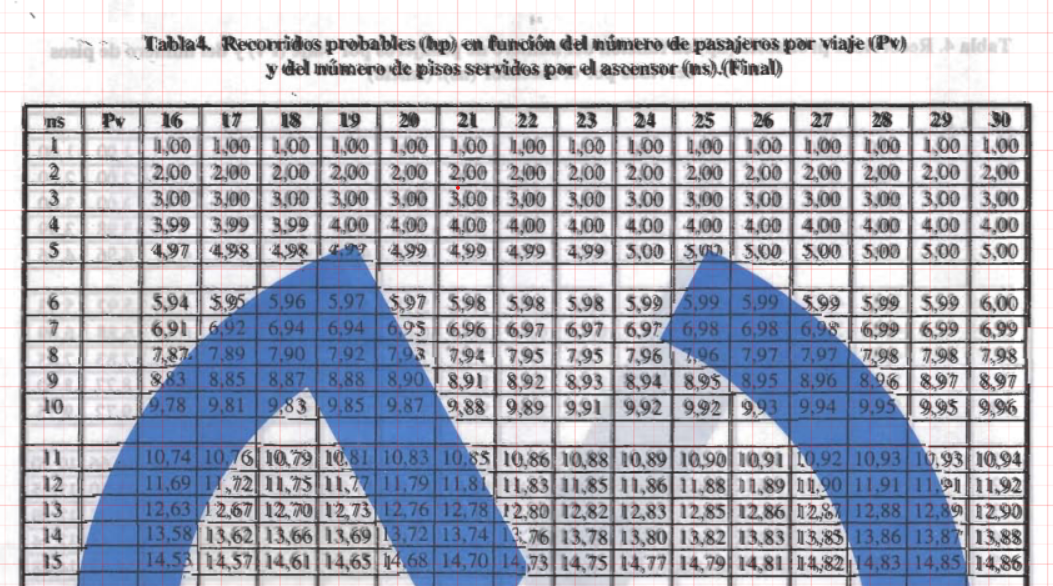 Tabla4. Recorridos probables (hp) en función del número de pasajeros por viaje (Pv)
y del número de pisos servidos por el ascensor (ns).(Final)
ns Pv 16 17 18 19 20 21 22 23 24 25 26 27 28 29 30
1 1,00 1,00 1,00 1,00 1,00 1,00 1,00 1,00 1,00 1,00 1,00 1,00 1,00 1,00 1,00
2 2,00 2,00 2,00 2,00 2,00 2,00 2,00 2,00 2,00 2,00 2,00 2,00 2,00 2,00 2,00
3 3,00 3,00 3,00 3,00 3,00 3,00 3,00 3,00 3,00 3,00 3,00 3,00 3,00 3,00 3,00
4 3,99 3,99 3,99 4,00 4,00 4,00 4,00 4,00 4,00 4,00 4,00 4,00 4,00 4,00 4,00
5 4,97 4,98 4,98 4,99 4,99 4,99 4,99 5,00 5,00 5,00 5,00 5,00 5,00 5,00
6 5,94 5,95 5,96 5,97 5,97 5,98 5,98 5,98 5,99 5,99 5,99 5,99 5,99 5,99 6,00
7 6,91 6,92 6,94 6,94 6,95 6,96 6,97 6,97 6,97 6,98 6,98 6,98 6,99 6,99 6,99
8 7,87 7,89 7,90 7,92 7,93 7,94 7,95 7,95 7,96 7,96 7,97 7,97 7,98 7,98 7,98
9 8,83 8,85 8,87 8,88 8,90 8,91 8,92 8,93 8,94 8,95 8,95 8,96 8,96 8,97 8,97
10 9,78 9,81 9,83 9,85 9,87 9,88 9,89 9,91 9,92 9,92 9,93 9,94 9,95 9,95 9,96
11 10,74 10,76 10,79 10,81 10,83 10,85 10,86 10,88 10,89 10,90 10,91 10,92 10,93 10,93 10,94
12 11,69 11,72 11,75 11,77 11,79 11,81 11,83 11,85 11,86 11,88 11,89 11,90 11,91 11,91 11,92
13 12,63 12,67 12,70 12,73 12,76 12,78 12,80 12,82 12,83 12,85 12,86 12,87 12,88 12,89 12,90
14 13,58 13,62 13,66 13,69 13,72 13,74 13,76 13,78 13,80 13,82 13,83 13,85 13,86 13,87 13,88
15 14,53 14,57 14,61 14,65 14,68 14,70 14,73 14,75 14,77 14,79 14,81 14,82 14,83 14,85 14,86